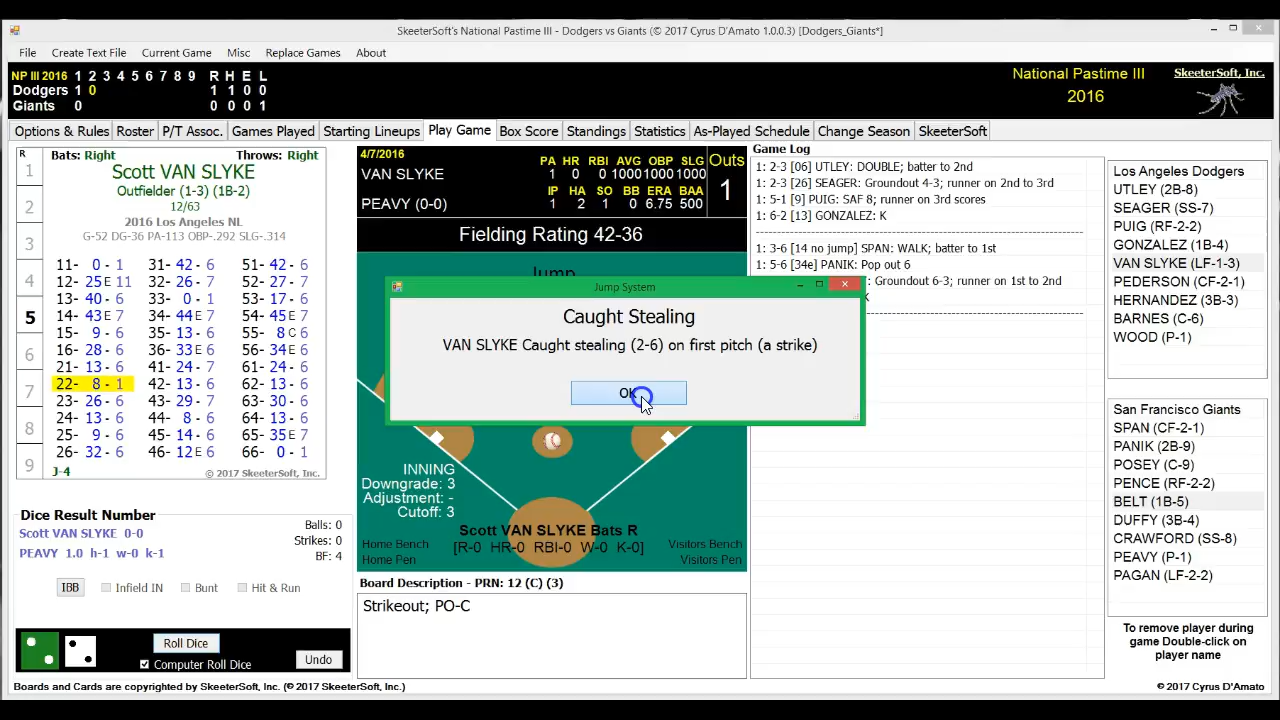 SkeeterSoft's National Pastime III - Dodgers vs Giants (© 2017 Cyrus D'Amato 1.0.0.3) [Dodgers_Giants*]
File Create Text File Current Game Misc Replace Games About
NP III 2016 1 2 3 4 5 6 7 8 9 R H E L
Dodgers 1 0 1 1 0 0
Giants 0 0 0 0 1
National Pastime III
2016
SkeeterSoft, Inc.
Options & Rules Roster P/T Assoc. Games Played Starting Lineups Play Game Box Score Standings Statistics As-Played Schedule Change Season SkeeterSoft
R
1
2
3
4
5
6
7
8
9
Bats: Right Throws: Right
Scott VAN SLYKE
Outfielder (1-3) (1B-2)
12/63
2016 Los Angeles NL
G-52 DG-36 PA-113 OBP-.292 SLG-.314
11- 0 - 1 31- 42 - 6 51- 42 - 6
12- 25 E 11 32- 26 - 7 52- 27 - 7
13- 40 - 6 33- 0 - 1 53- 17 - 6
14- 43 E 7 34- 44 E 7 54- 45 E 7
15- 9 - 6 35- 13 - 6 55- 8 C 6
16- 28 - 6 36- 33 E 6 56- 34 E 6
21- 13 - 6 41- 24 - 7 61- 24 - 6
22- 8 - 1 42- 13 - 6 62- 13 - 6
23- 26 - 6 43- 29 - 7 63- 30 - 6
24- 13 - 6 44- 8 - 6 64- 13 - 6
25- 9 - 6 45- 14 - 6 65- 35 E 7
26- 32 - 6 46- 12 E 6 66- 0 - 1
J-4 © 2017 SkeeterSoft, Inc.
Dice Result Number
Scott VAN SLYKE 0-0
PEAVY 1.0 h-1 w-0 k-1
Balls: 0
Strikes: 0
BF: 4
IBB Infield IN Bunt Hit & Run
Roll Dice
Computer Roll Dice
Undo
4/7/2016
PA HR RBI AVG OBP SLG
VAN SLYKE 1 0 0 1000 1000 1000
IP HA SO BB ERA BAA
PEAVY (0-0) 1 2 1 0 6.75 500
Outs
1
Fielding Rating 42-36
Jump
Jump System
Caught Stealing
VAN SLYKE Caught stealing (2-6) on first pitch (a strike)
OK
INNING
Downgrade: 3
Adjustment: -
Cutoff: 3
Scott VAN SLYKE Bats R
[R-0 HR-0 RBI-0 W-0 K-0]
Home Bench
Home Pen
Visitors Bench
Visitors Pen
Board Description - PRN: 12 (C) (3)
Strikeout; PO-C
Game Log
1: 2-3 [06] UTLEY: DOUBLE; batter to 2nd
1: 2-3 [26] SEAGER: Groundout 4-3; runner on 2nd to 3rd
1: 5-1 [9] PUIG: SAF 8; runner on 3rd scores
1: 6-2 [13] GONZALEZ: K
1: 3-6 [14 no jump] SPAN: WALK; batter to 1st
1: 5-6 [34e] PANIK: Pop out 6
: Groundout 6-3; runner on 1st to 2nd
Los Angeles Dodgers
UTLEY (2B-8)
SEAGER (SS-7)
PUIG (RF-2-2)
GONZALEZ (1B-4)
VAN SLYKE (LF-1-3)
PEDERSON (CF-2-1)
HERNANDEZ (3B-3)
BARNES (C-6)
WOOD (P-1)
San Francisco Giants
SPAN (CF-2-1)
PANIK (2B-9)
POSEY (C-9)
PENCE (RF-2-2)
BELT (1B-5)
DUFFY (3B-4)
CRAWFORD (SS-8)
PEAVY (P-1)
PAGAN (LF-2-2)
To remove player during
game Double-click on
player name
Boards and Cards are copyrighted by SkeeterSoft, Inc. (© 2017 SkeeterSoft, Inc.)
© 2017 Cyrus D'Amato